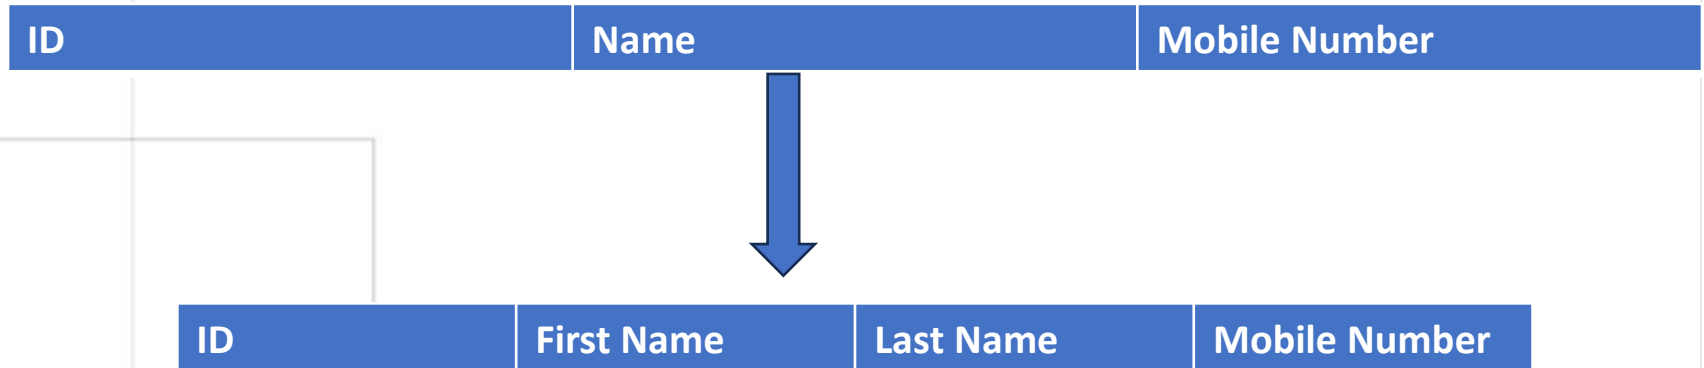 ID Name Mobile Number
ID First Name Last Name Mobile Number